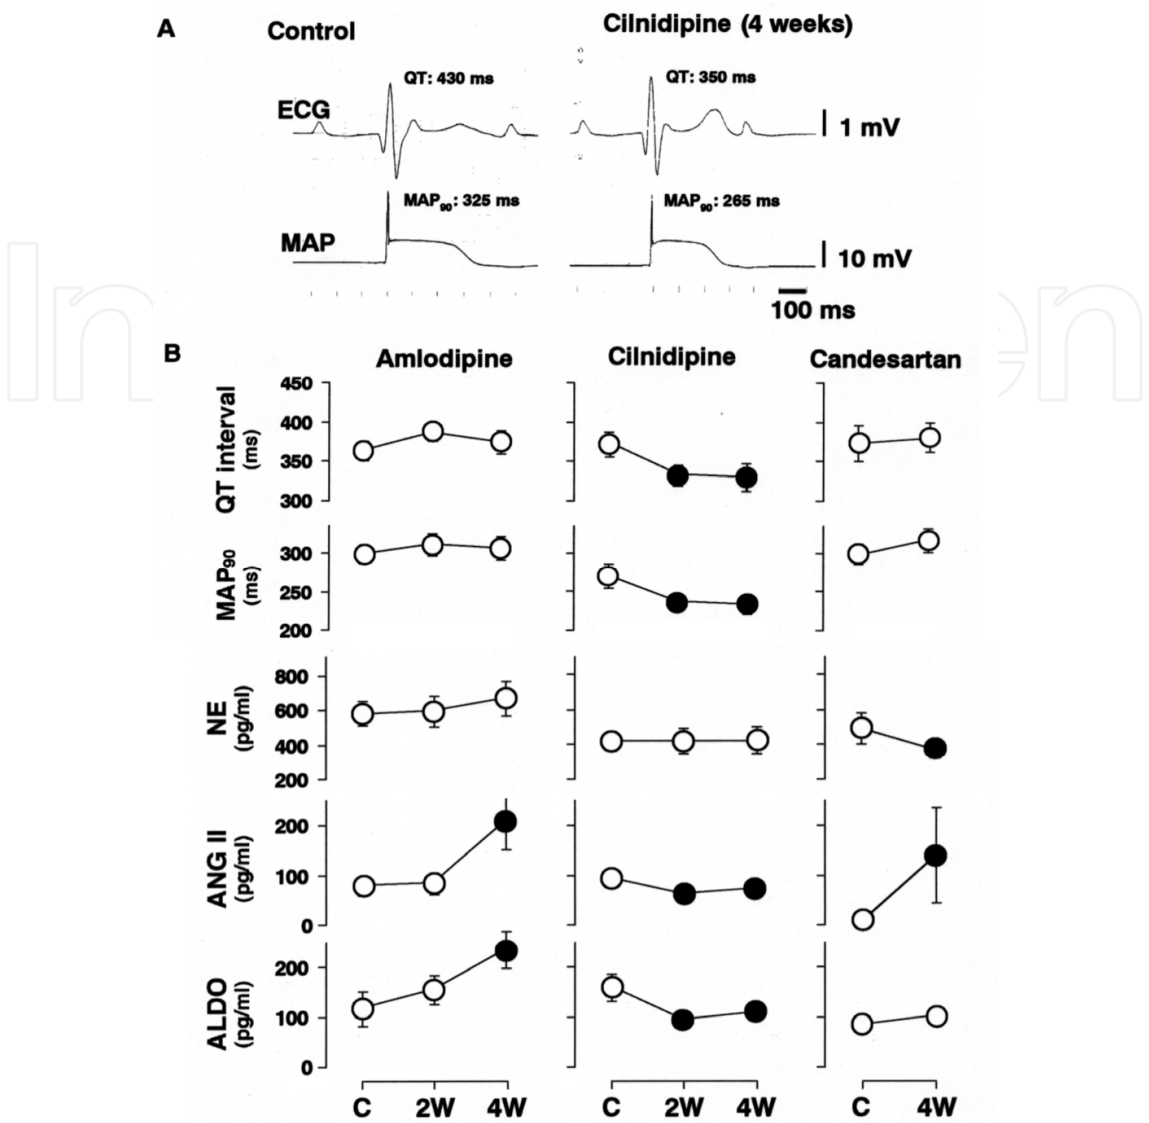 A
Control
Cilnidipine (4 weeks)
QT: 430 ms
QT: 350 ms
ECG
1 mV
MAP90: 325 ms
MAP90: 265 ms
MAP
10 mV
100 ms
B
Amlodipine
Cilnidipine
Candesartan
QT interval
(ms)
450
400
350
300
MAP90
(ms)
300
250
200
NE
(pg/ml)
800
600
400
200
ANG II
(pg/ml)
200
100
0
ALDO
(pg/ml)
200
100
0
C 2W 4W
C 2W 4W
C 4W